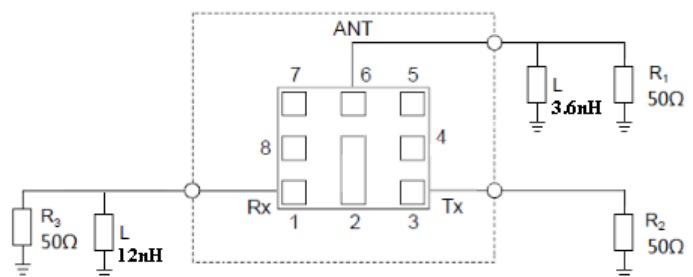 ANT
7 6 5
8 4
Rx Tx
1 2 3
L
3.6nH
R1
50Ω
R3
50Ω
L
12nH
R2
50Ω